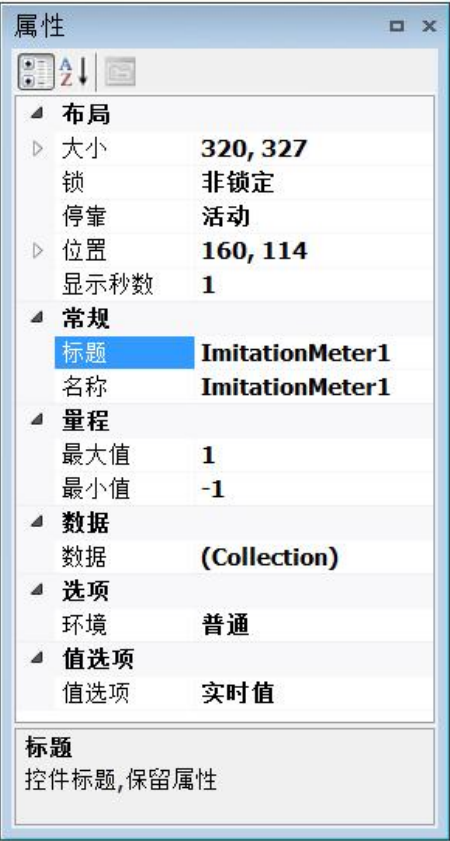 属性
布局
大小 320, 327
锁 非锁定
停靠 活动
位置 160, 114
显示秒数 1
常规
标题 ImitationMeter1
名称 ImitationMeter1
量程
最大值 1
最小值 -1
数据
数据 (Collection)
选项
环境 普通
值选项
值选项 实时值
标题
控件标题,保留属性